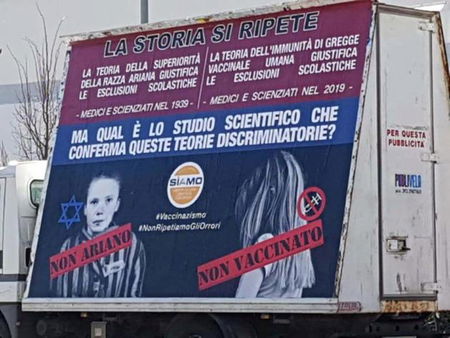 LA STORIA SI RIPETE
LA TEORIA DELLA SUPERIORITÀ
DELLA RAZZA ARIANA GIUSTIFICA
LE ESCLUSIONI SCOLASTICHE
- MEDICI E SCIENZIATI NEL 1939 -
LA TEORIA DELL'IMMUNITÀ DI GREGGE
VACCINALE UMANA GIUSTIFICA
LE ESCLUSIONI SCOLASTICHE
- MEDICI E SCIENZIATI NEL 2019 -
MA QUAL È LO STUDIO SCIENTIFICO CHE
CONFERMA QUESTE TEORIE DISCRIMINATORIE?
SIAMO
#Vaccinazismo
#NonRipetiamoGliOrrori
NON ARIANO
NON VACCINATO
PER QUESTA
PUBBLICITÀ
PUBLIVELA